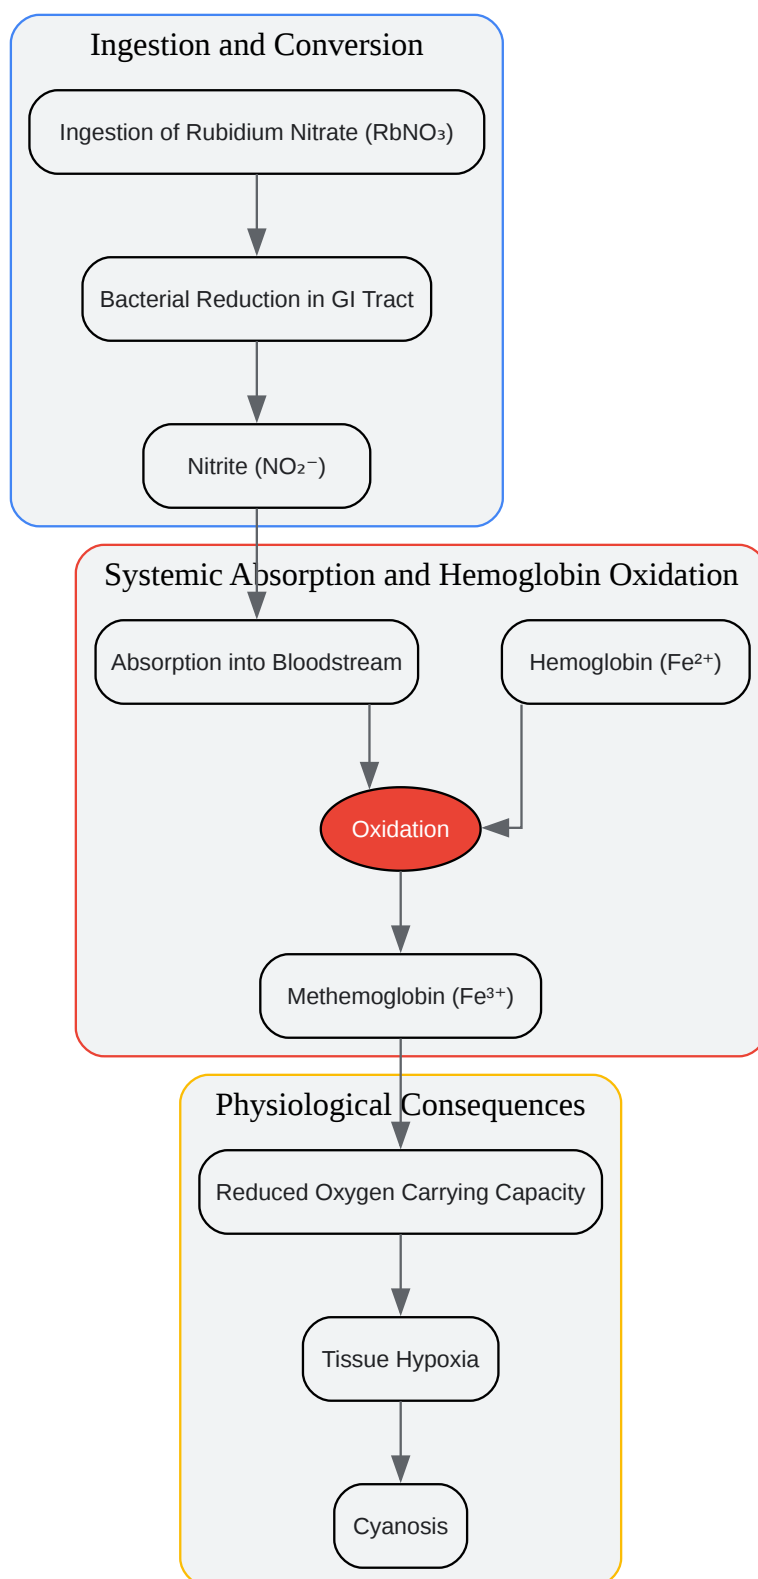 Ingestion and Conversion
Ingestion of Rubidium Nitrate (RbNO₃)
Bacterial Reduction in GI Tract
Nitrite (NO₂⁻)
Systemic Absorption and Hemoglobin Oxidation
Absorption into Bloodstream
Hemoglobin (Fe²⁺)
Oxidation
Methemoglobin (Fe³⁺)
Physiological Consequences
Reduced Oxygen Carrying Capacity
Tissue Hypoxia
Cyanosis